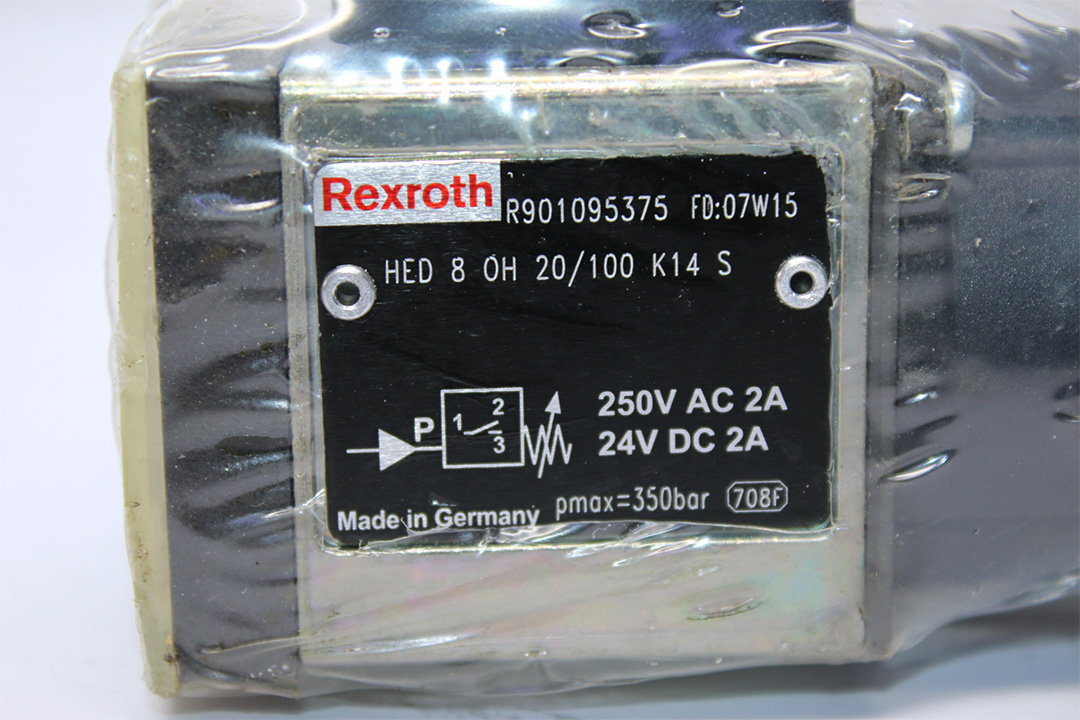 Rexroth R901095375 FD:07W15
HED 8 OH 20/100 K14 S
P 1 2 3
250V AC 2A
24V DC 2A
Made in Germany pmax=350bar 708F